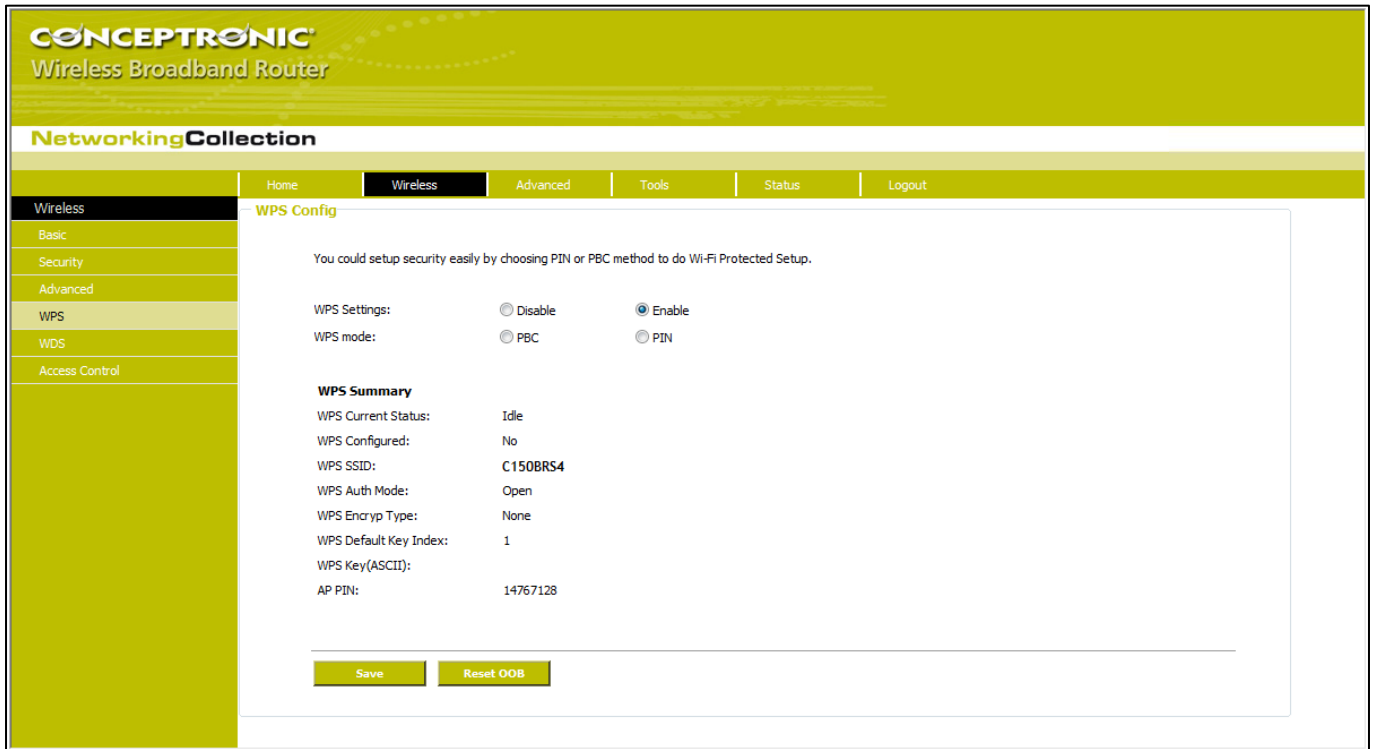 CONCEPTRONIC
Wireless Broadband Router
NetworkingCollection
Home Wireless Advanced Tools Status Logout
Wireless
Basic
Security
Advanced
WPS
WDS
Access Control
WPS Config
You could setup security easily by choosing PIN or PBC method to do Wi-Fi Protected Setup.
WPS Settings: Disable Enable
WPS mode: PBC PIN
WPS Summary
WPS Current Status: Idle
WPS Configured: No
WPS SSID: C150BRS4
WPS Auth Mode: Open
WPS Encryp Type: None
WPS Default Key Index: 1
WPS Key(ASCII):
AP PIN: 14767128
Save Reset OOB